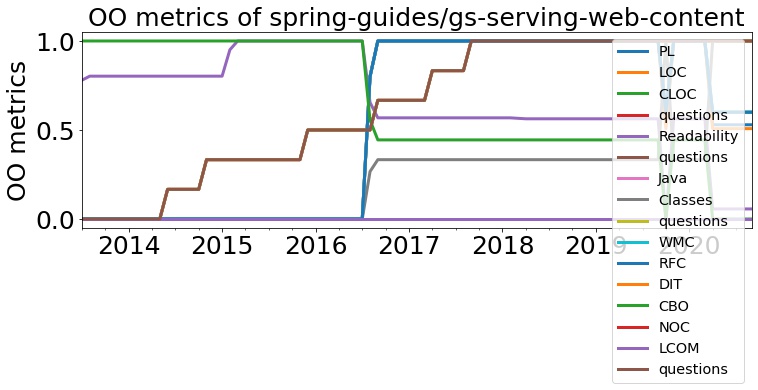 OO metrics of spring-guides/gs-serving-web-content
OO metrics
1.0
0.5
0.0
2014 2015 2016 2017 2018 2019 2020
PL
LOC
CLOC
questions
Readability
questions
Java
Classes
questions
WMC
RFC
DIT
CBO
NOC
LCOM
questions